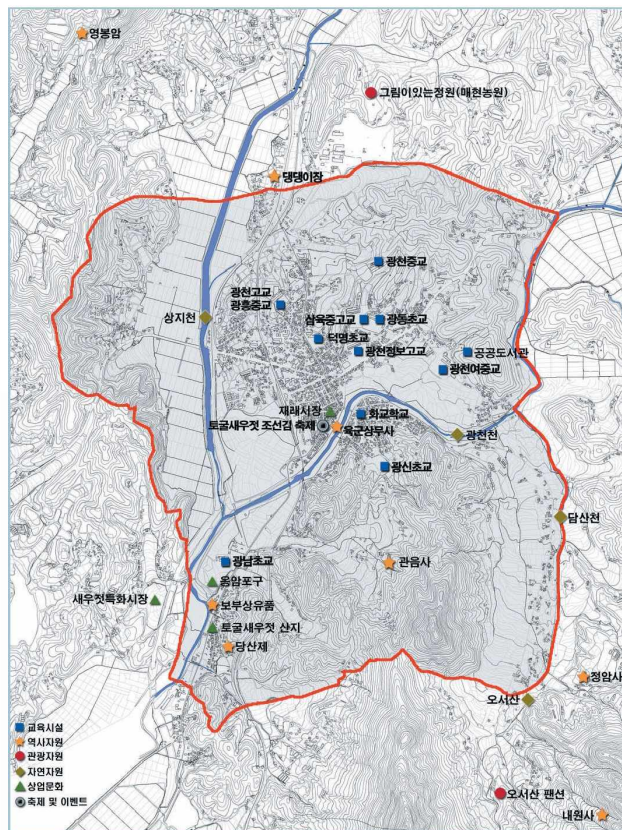 영봉암
그림이있는정원(매현농원)
댕댕이장
광천중교
광천고교
광흥중교
상지천
삼육중고교
광동초교
덕명초교
광천정보고교
공공도서관
광천여중교
재래시장
화교학교
토굴새우젓 조선김 축제
육군상무사
광천천
광신초교
담산천
광남초교
관음사
옹암포구
새우젓특화시장
보부상유품
토굴새우젓 산지
당산제
정암사
오서산
오서산 팬션
내원사
교육시설
역사자원
관광자원
자연자원
상업문화
축제 및 이벤트